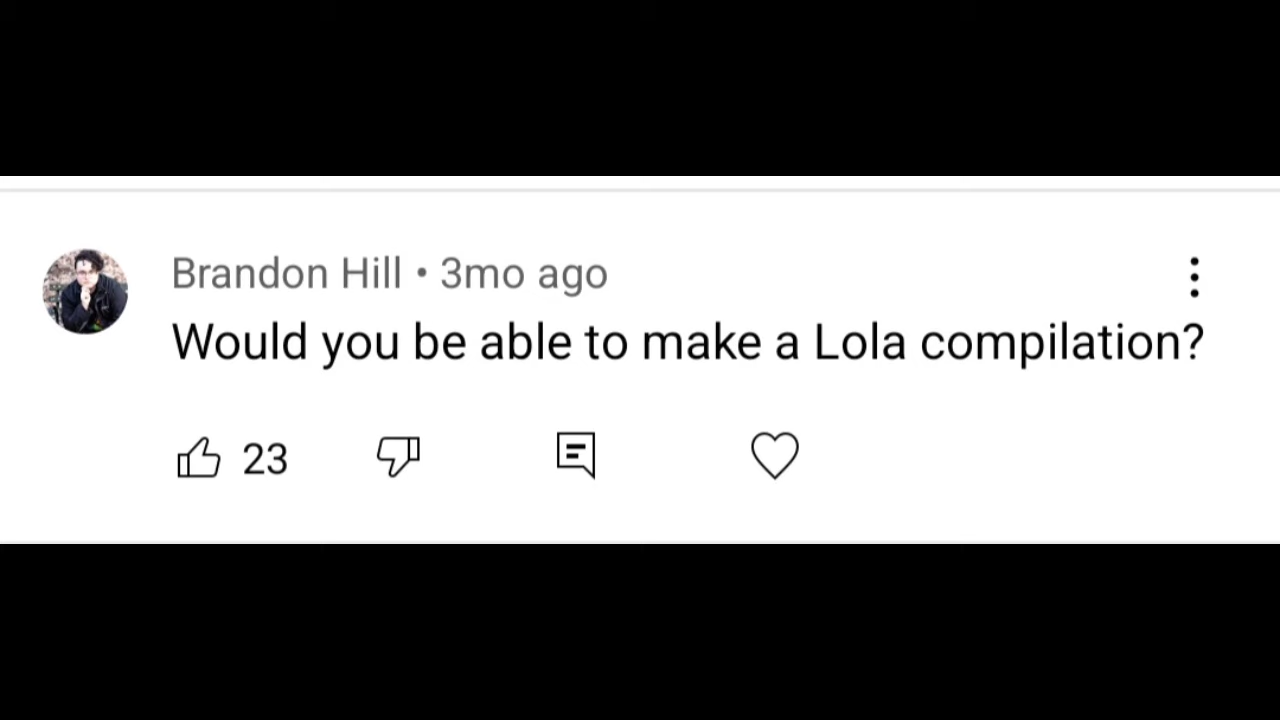 Brandon Hill • 3mo ago
Would you be able to make a Lola compilation?
23